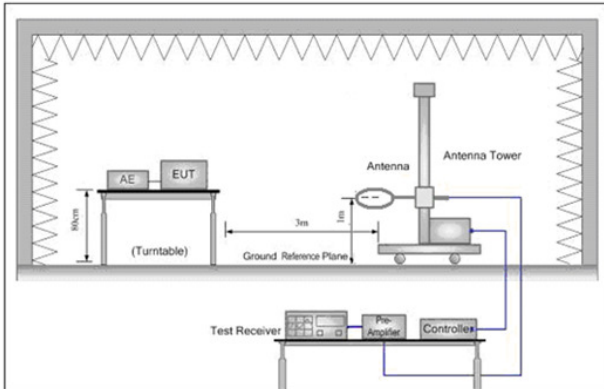 Antenna Tower
Antenna
AE
EUT
80cm
3m
1m
(Turntable)
Ground Reference Plane
Test Receiver
Pre-
Amplifier
Controller